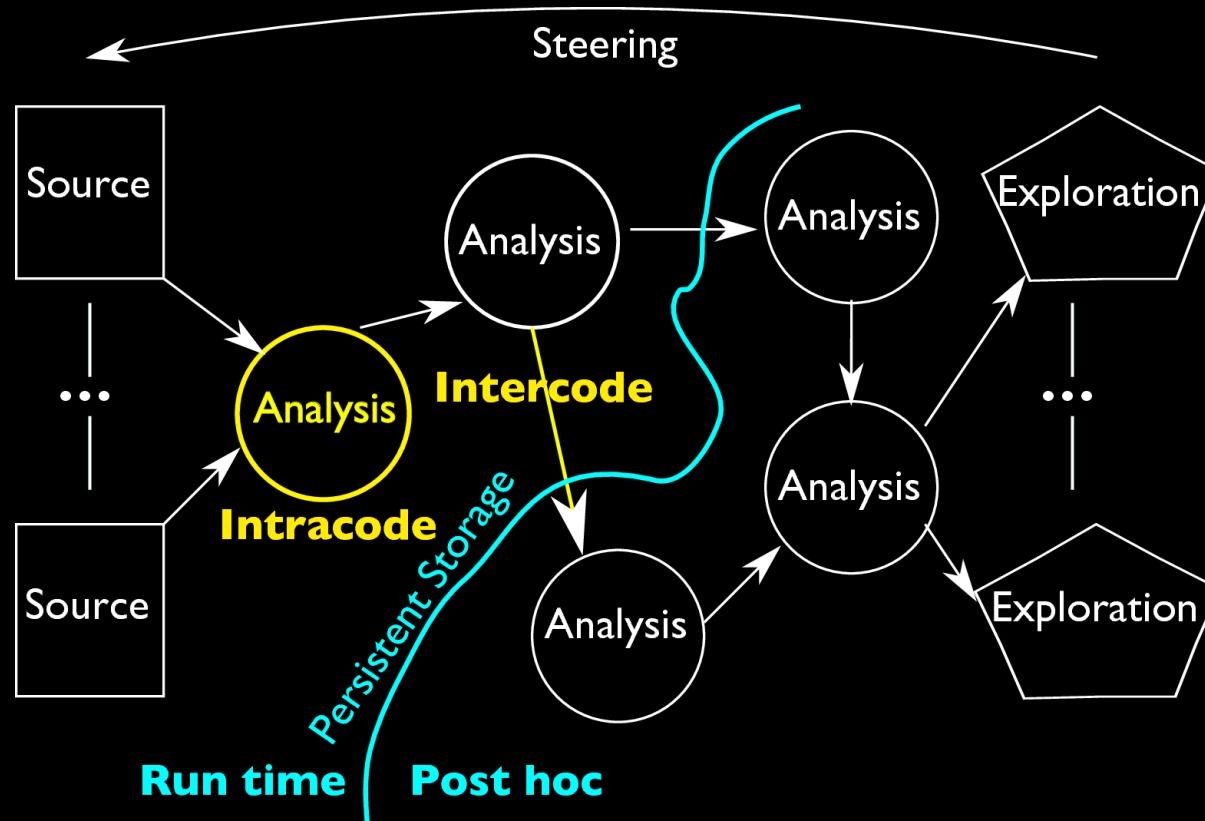 Steering
Source
Analysis
Analysis
Exploration
...
Analysis
Intercode
...
Intracode
Analysis
Persistent Storage
Source
Analysis
Exploration
Run time
Post hoc